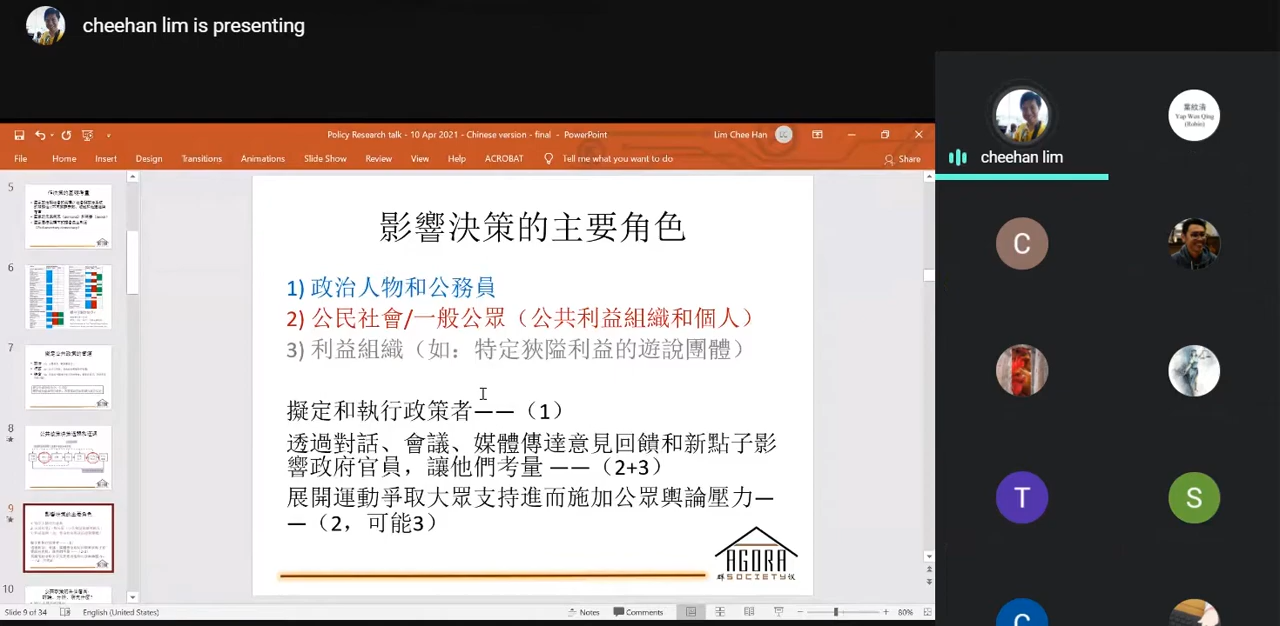 cheehan lim is presenting
Policy Research talk - 10 Apr 2021 - Chinese version - final - PowerPoint
Lim Chee Han
LC
File Home Insert Design Transitions Animations Slide Show Review View Help ACROBAT Tell me what you want to do
Share
5
6
7
8
9
10
影響決策的主要角色
1) 政治人物和公務員
2) 公民社會/一般公眾（公共利益組織和個人）
3) 利益組織（如：特定狹隘利益的遊說團體）
擬定和執行政策者——（1）
透過對話、會議、媒體傳達意見回饋和新點子影
響政府官員，讓他們考量 ——（2+3）
展開運動爭取大眾支持進而施加公眾輿論壓力—
—（2，可能3）
AGORA
SOCIETY
Slide 9 of 34
English (United States)
Notes
Comments
80%
cheehan lim
葉紋清
Yap Wen Qing
(Robin)
C
T
S
C